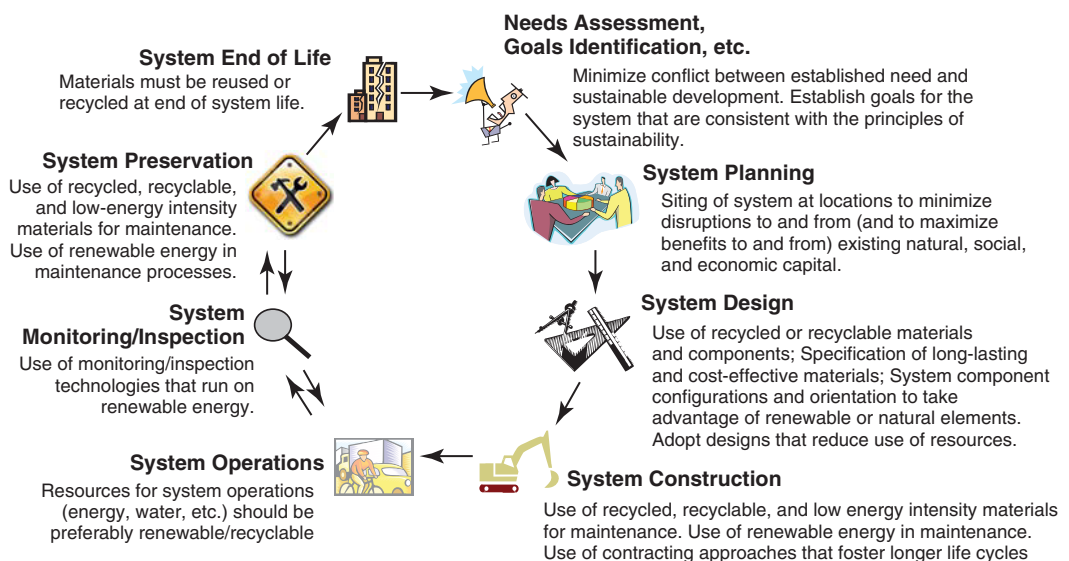 Needs Assessment,
Goals Identification, etc.
Minimize conflict between established need and
sustainable development. Establish goals for the
system that are consistent with the principles of
sustainability.
System Planning
Siting of system at locations to minimize
disruptions to and from (and to maximize
benefits to and from) existing natural, social,
and economic capital.
System Design
Use of recycled or recyclable materials
and components; Specification of long-lasting
and cost-effective materials; System component
configurations and orientation to take
advantage of renewable or natural elements.
Adopt designs that reduce use of resources.
System Construction
Use of recycled, recyclable, and low energy intensity materials
for maintenance. Use of renewable energy in maintenance.
Use of contracting approaches that foster longer life cycles
System Operations
Resources for system operations
(energy, water, etc.) should be
preferably renewable/recyclable
System
Monitoring/Inspection
Use of monitoring/inspection
technologies that run on
renewable energy.
System Preservation
Use of recycled, recyclable,
and low-energy intensity
materials for maintenance.
Use of renewable energy in
maintenance processes.
System End of Life
Materials must be reused or
recycled at end of system life.